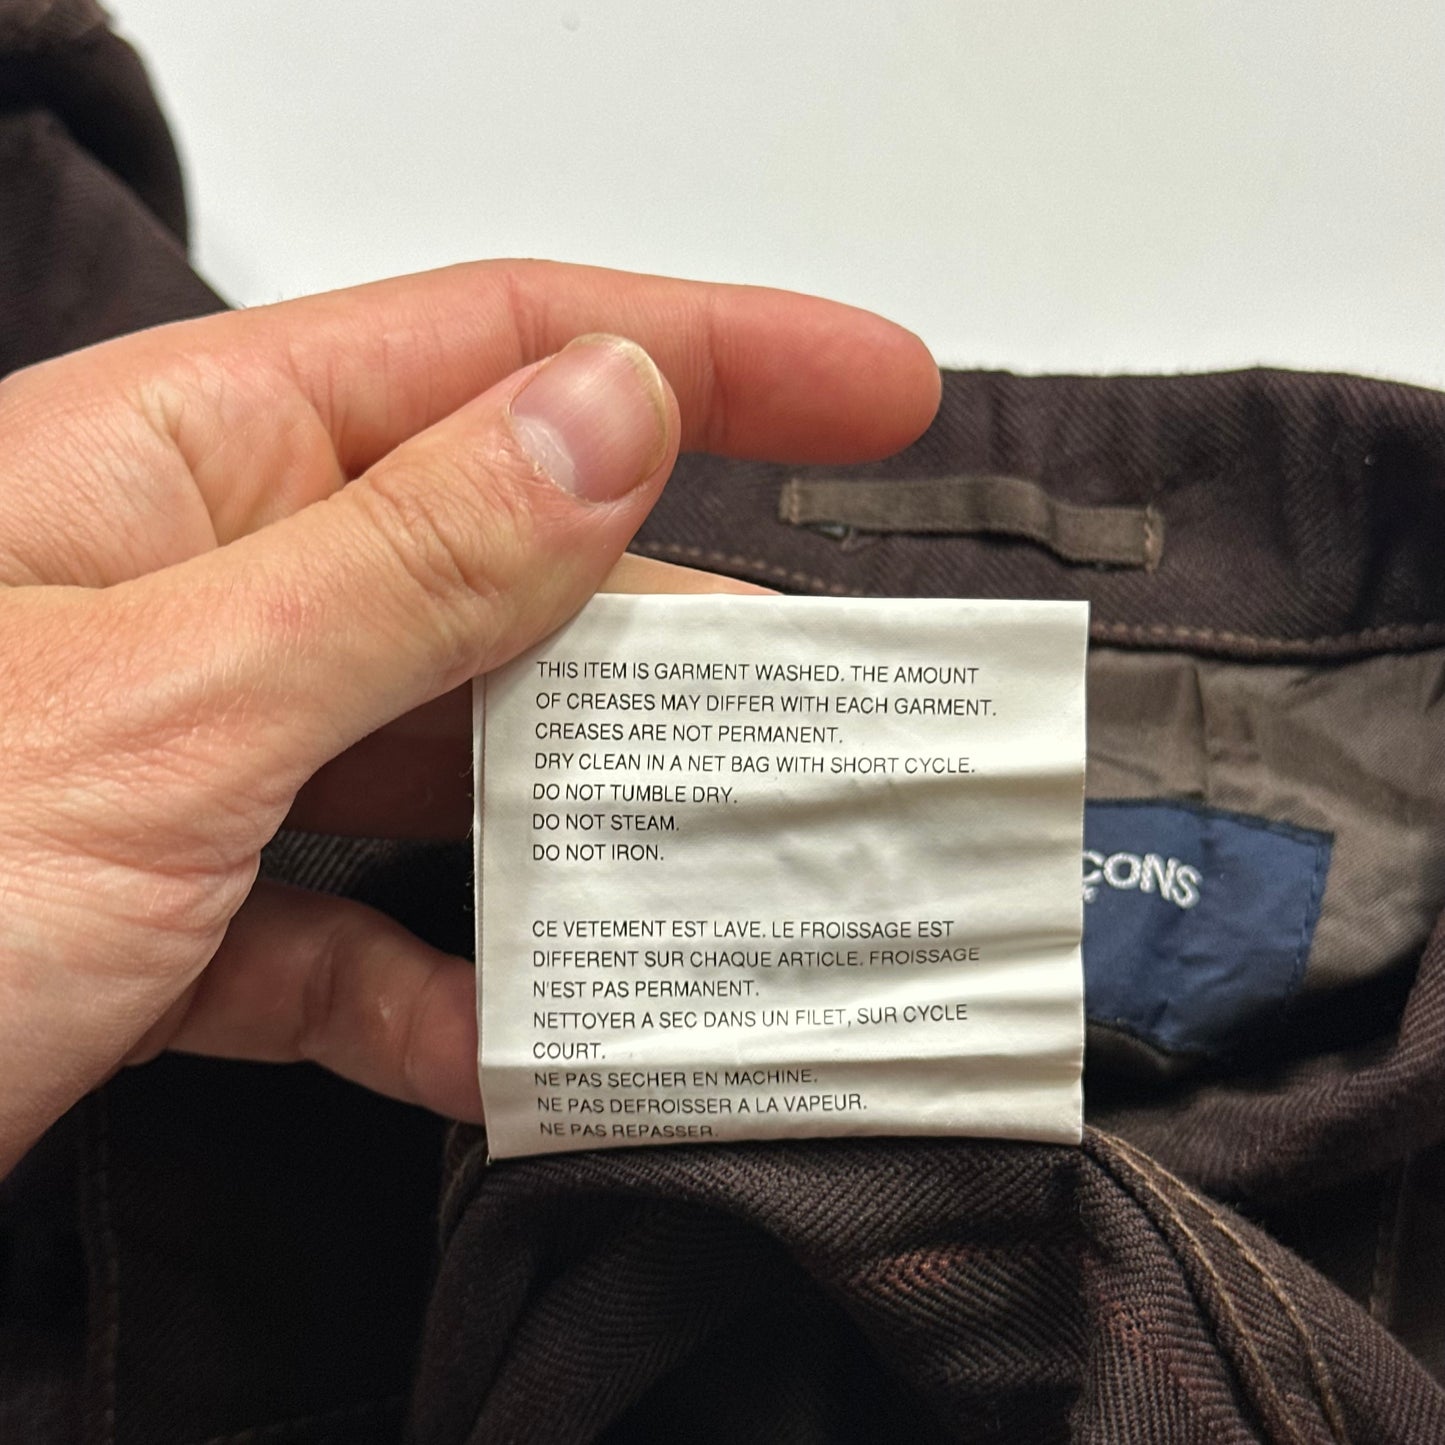 THIS ITEM IS GARMENT WASHED. THE AMOUNT
OF CREASES MAY DIFFER WITH EACH GARMENT.
CREASES ARE NOT PERMANENT.
DRY CLEAN IN A NET BAG WITH SHORT CYCLE.
DO NOT TUMBLE DRY.
DO NOT STEAM.
DO NOT IRON.
CE VETEMENT EST LAVE. LE FROISSAGE EST
DIFFERENT SUR CHAQUE ARTICLE. FROISSAGE
N'EST PAS PERMANENT.
NETTOYER A SEC DANS UN FILET, SUR CYCLE
COURT.
NE PAS SECHER EN MACHINE.
NE PAS DEFROISSER A LA VAPEUR.
NE PAS REPASSER.
ÇONS